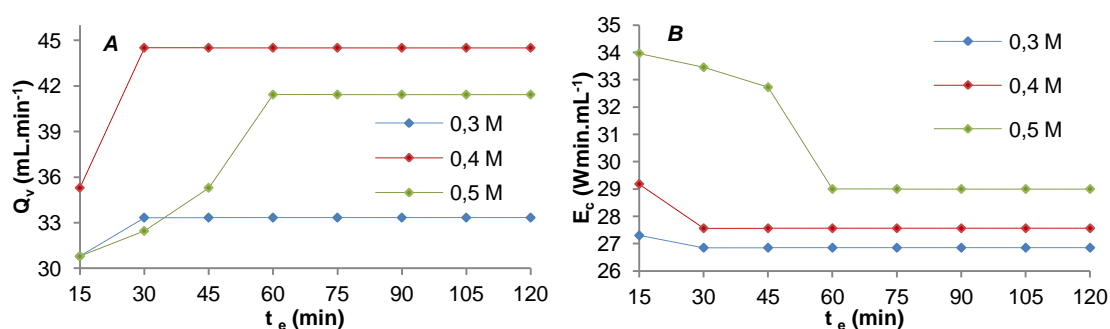 A
Q_v (mL.min⁻¹)
45
42
39
36
33
30
0,3 M
0,4 M
0,5 M
15 30 45 60 75 90 105 120
t_e (min)
B
E_c (Wmin.mL⁻¹)
35
34
33
32
31
30
29
28
27
26
0,3 M
0,4 M
0,5 M
15 30 45 60 75 90 105 120
t_e (min)